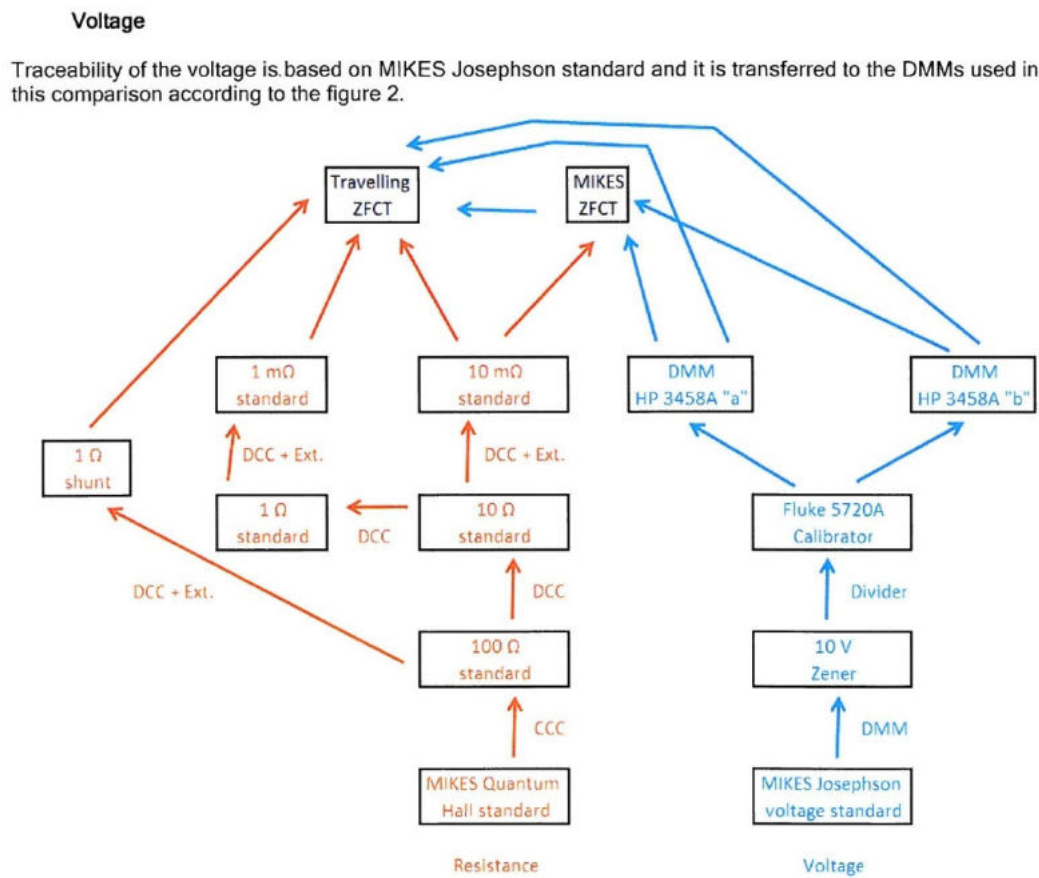 Voltage
Traceability of the voltage is.based on MIKES Josephson standard and it is transferred to the DMMs used in
this comparison according to the figure 2.
Travelling
ZFCT
MIKES
ZFCT
1 mΩ
standard
10 mΩ
standard
DMM
HP 3458A "a"
DMM
HP 3458A "b"
1 Ω
shunt
DCC + Ext.
DCC + Ext.
1 Ω
standard
DCC
10 Ω
standard
Fluke 5720A
Calibrator
DCC + Ext.
DCC
Divider
100 Ω
standard
10 V
Zener
CCC
DMM
MIKES Quantum
Hall standard
MIKES Josephson
voltage standard
Resistance
Voltage